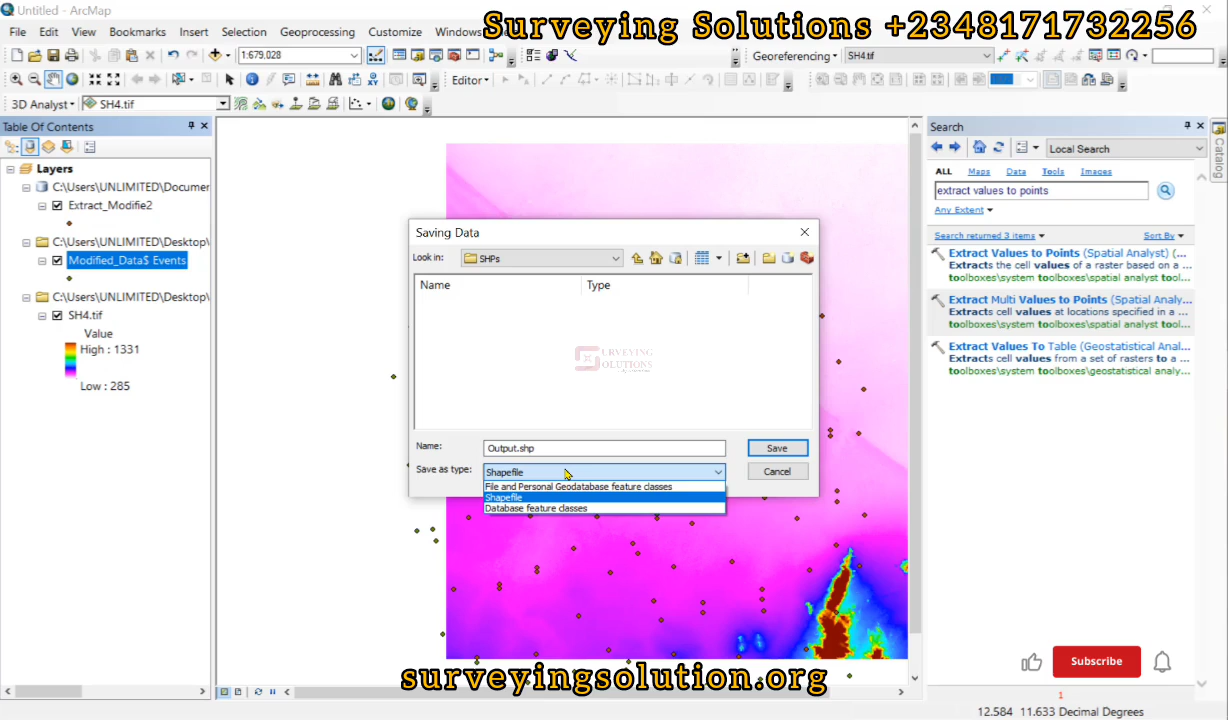 Untitled - ArcMap
Surveying Solutions +2348171732256
File Edit View Bookmarks Insert Selection Geoprocessing Customize Windows
1:679,028
Georeferencing SH4.tif
Editor
3D Analyst SH4.tif
Table Of Contents
Layers
C:\Users\UNLIMITED\Documer
Extract_Modifie2
C:\Users\UNLIMITED\Desktop\
Modified_Data$ Events
C:\Users\UNLIMITED\Desktop\
SH4.tif
Value
High : 1331
Low : 285
Saving Data
Look in: SHPs
Name Type
URVEYING
OLUTIONS
Name: Output.shp Save
Save as type: Shapefile Cancel
File and Personal Geodatabase feature classes
Shapefile
Database feature classes
Search
Local Search
ALL Maps Data Tools Images
extract values to points
Any Extent
Search returned 3 items Sort By
Extract Values to Points (Spatial Analyst) (...
Extracts the cell values of a raster based on a ...
toolboxes\system toolboxes\spatial analyst tool...
Extract Multi Values to Points (Spatial Analy...
Extracts cell values at locations specified in a ...
toolboxes\system toolboxes\spatial analyst tool...
Extract Values To Table (Geostatistical Anal...
Extracts cell values from a set of rasters to a ...
toolboxes\system toolboxes\geostatistical analy...
Catalog
Subscribe
surveyingsolution.org
1
12.584 11.633 Decimal Degrees